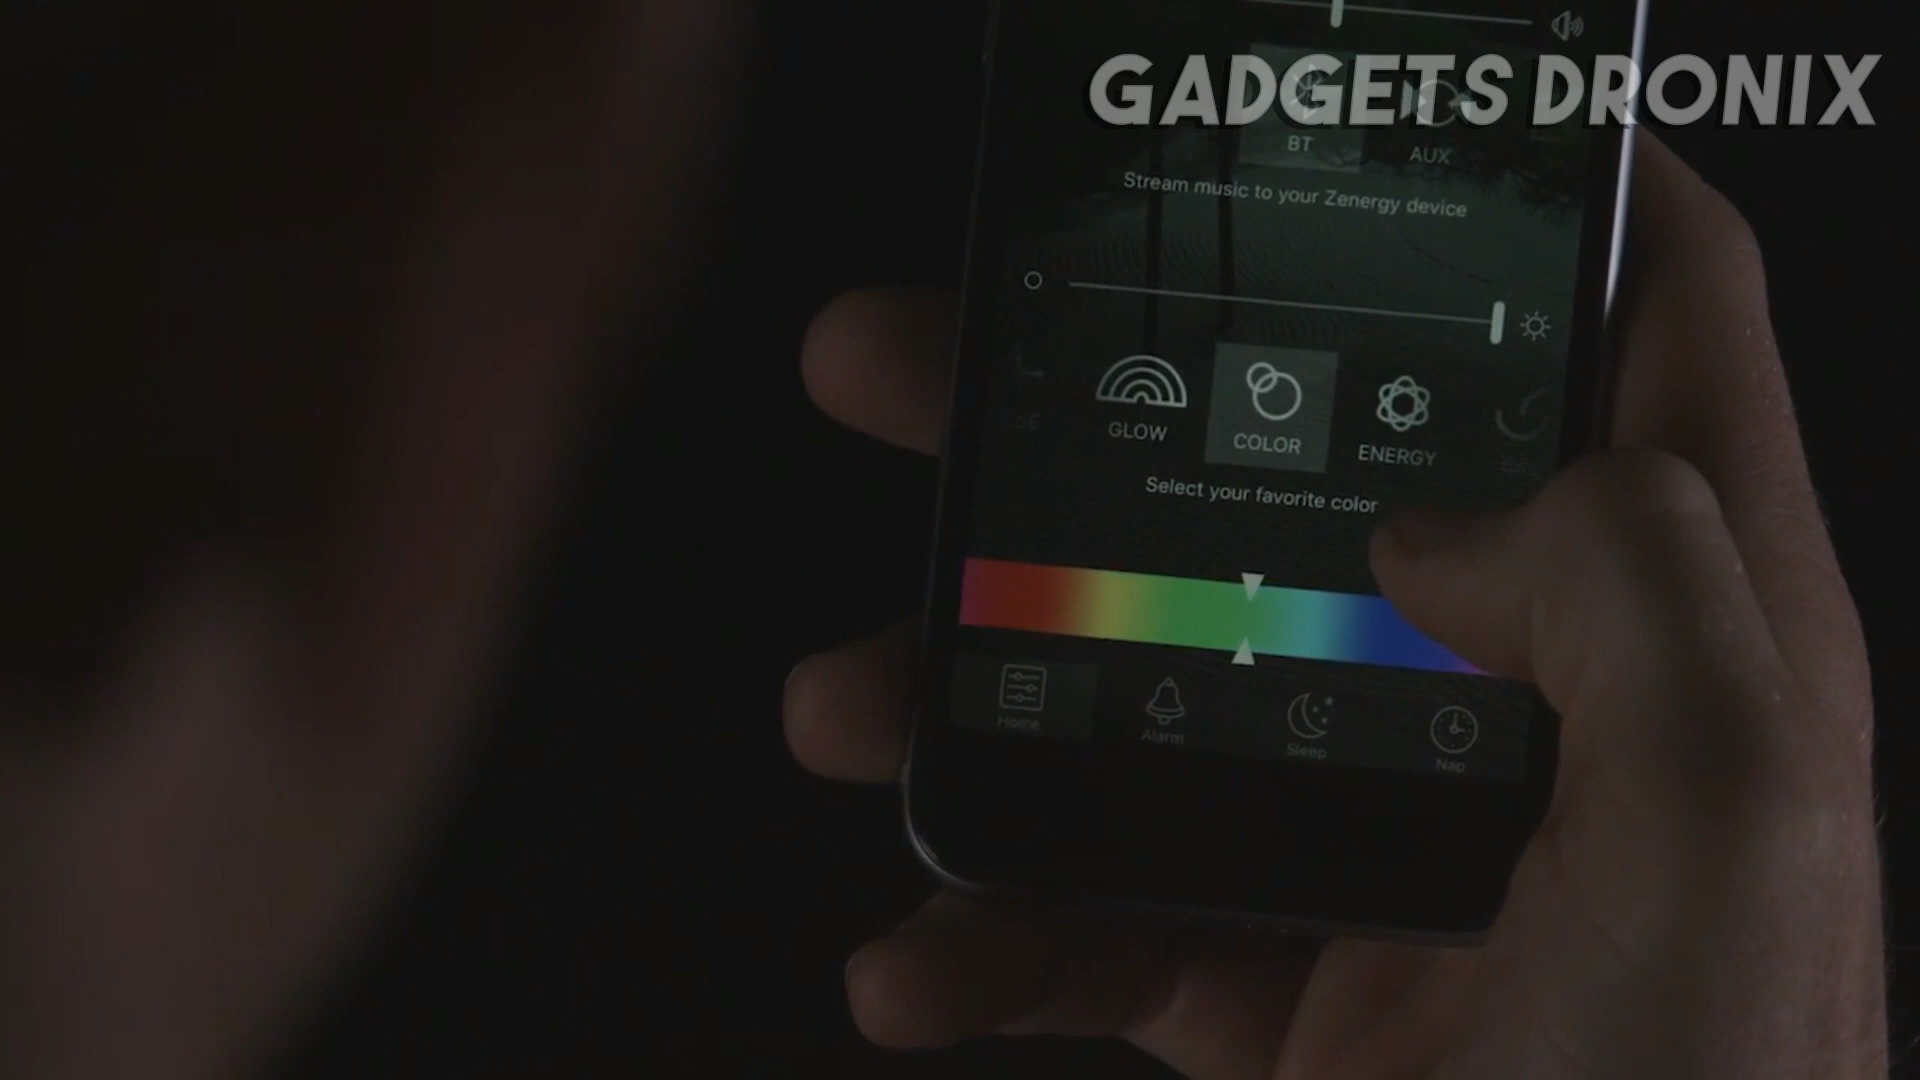 GADGETS DRONIX
BT
AUX
Stream music to your Zenergy device
GLOW
COLOR
ENERGY
Select your favorite color
Home
Alarm
Sleep
Nap